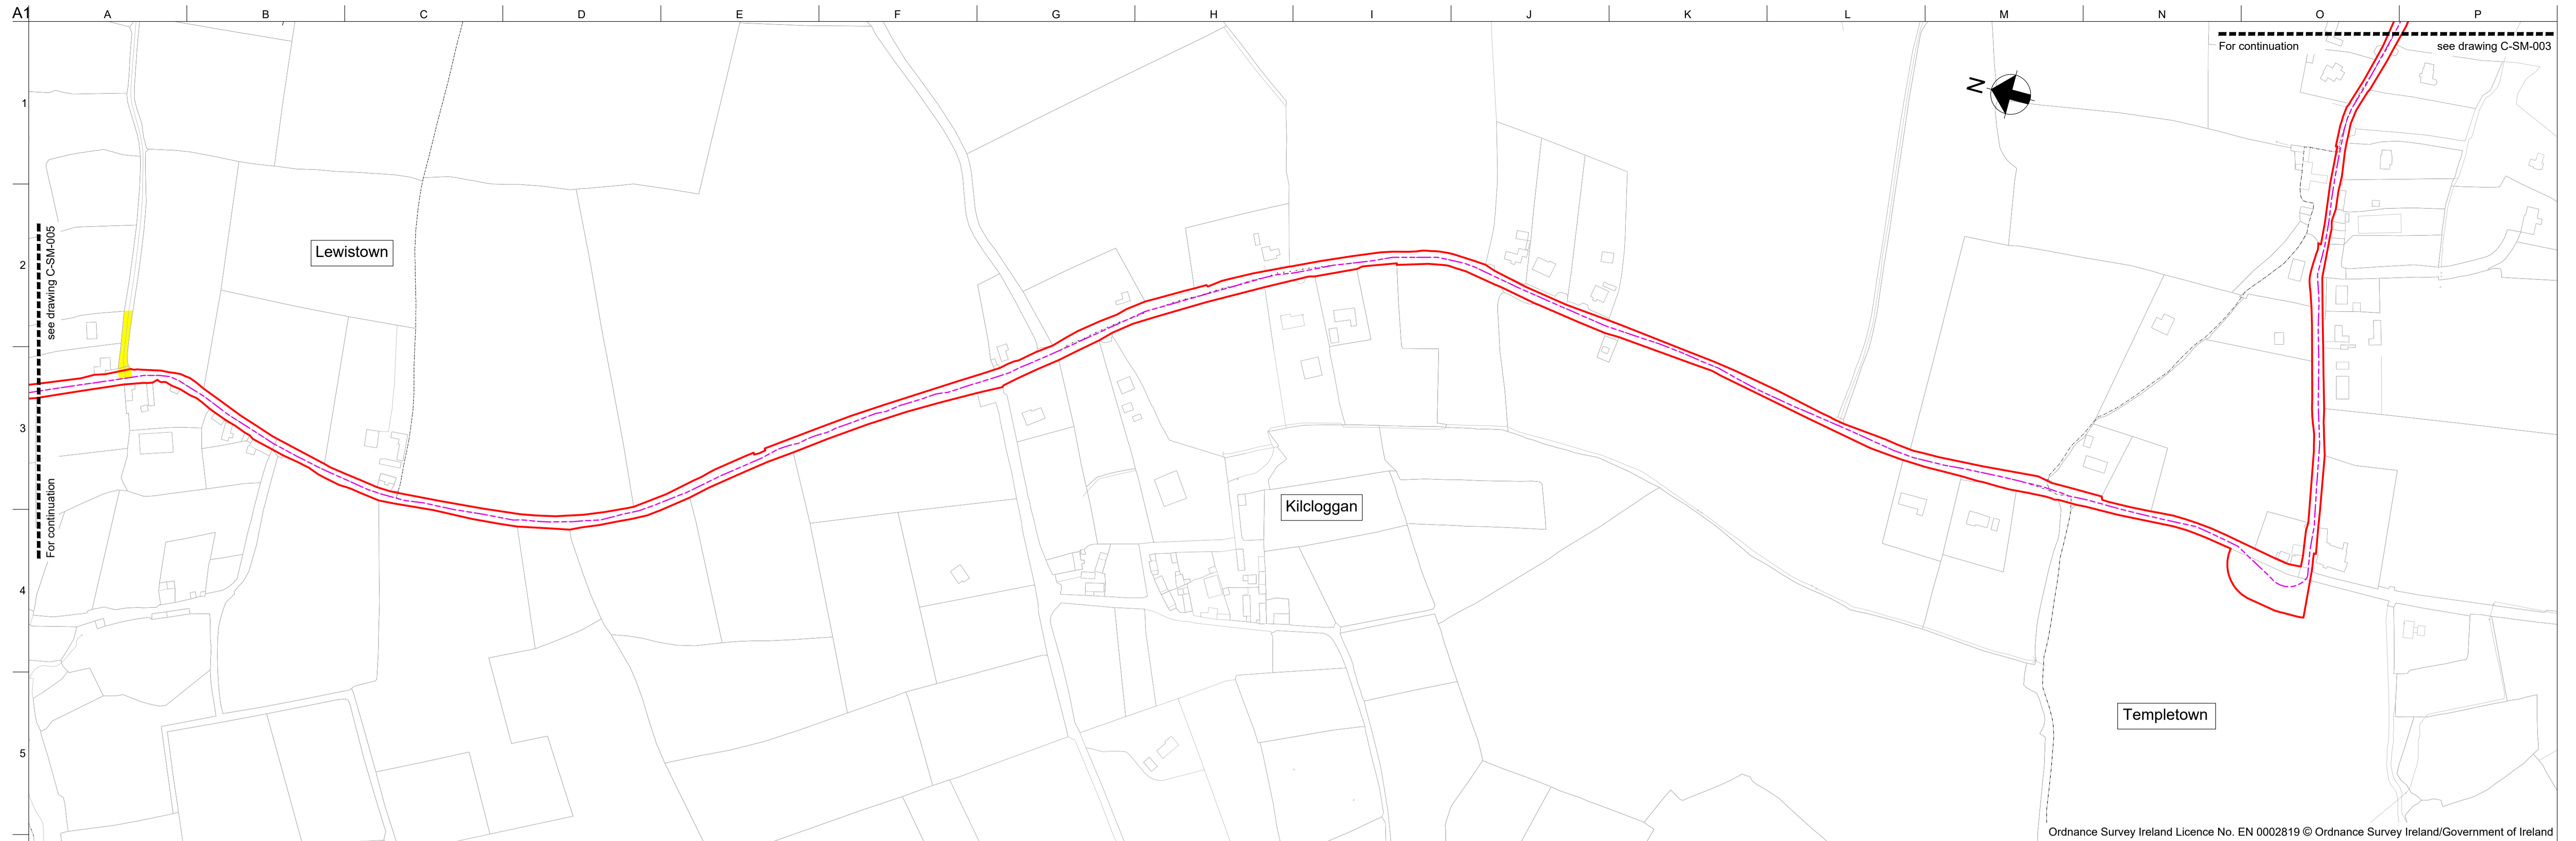 A1
A B C D E F G H I J K L M N O P
For continuation see drawing C-SM-003
N
1
2
3
4
5
see drawing C-SM-005
For continuation
Lewistown
Kilcloggan
Templetown
Ordnance Survey Ireland Licence No. EN 0002819 © Ordnance Survey Ireland/Government of Ireland